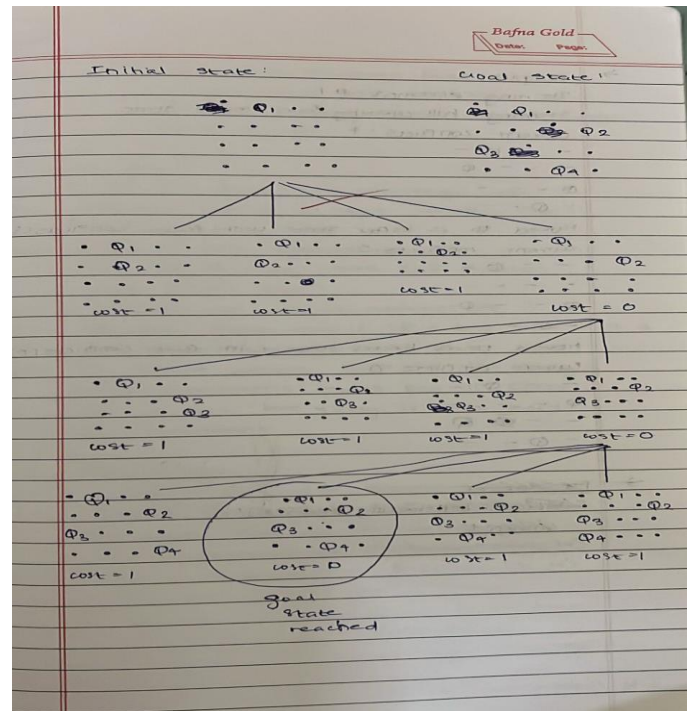 Bafna Gold
Date: Page:
Initial state: Goal state:
Q1 . . Q1 . .
. . . . . . Q2
. . . . Q3 . .
. . . . . . Q4 .
. Q1 . . . Q1 . . . Q1 . . . Q1 . .
. Q2 . . Q2 . . . . . Q2 . . . . Q2
. . . . . . . . . . . . . . .
. . . . . . . . . . . . . . . .
cost = 1 cost = 1 cost = 1 cost = 0
. Q1 . . . Q1 . . . Q1 . . . Q1 . .
. . . Q2 . . . Q2 . . . Q2 . . . Q2
. . . Q3 . . Q3 . Q3 . . Q3 . . .
. . . . . . . . . . . . . . . .
cost = 1 cost = 1 cost = 1 cost = 0
. Q1 . . . Q1 . . . Q1 . . . Q1 . .
. . . Q2 . . . Q2 . . . Q2 . . . Q2
Q3 . . . Q3 . . . Q3 . . . Q3 . . .
. . . Q4 . . Q4 . . Q4 . . Q4 . . .
cost = 1 cost = 0 cost = 1 cost = 1
goal
state
reached